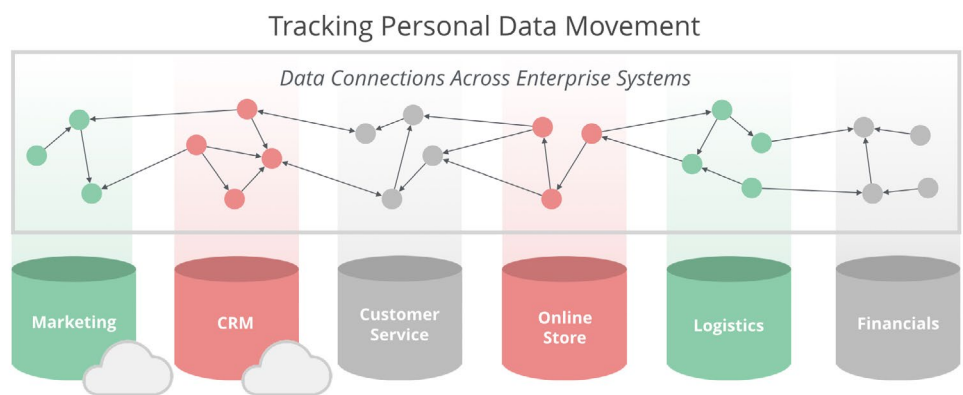 Tracking Personal Data Movement
Data Connections Across Enterprise Systems
Marketing
CRM
Customer
Service
Online
Store
Logistics
Financials